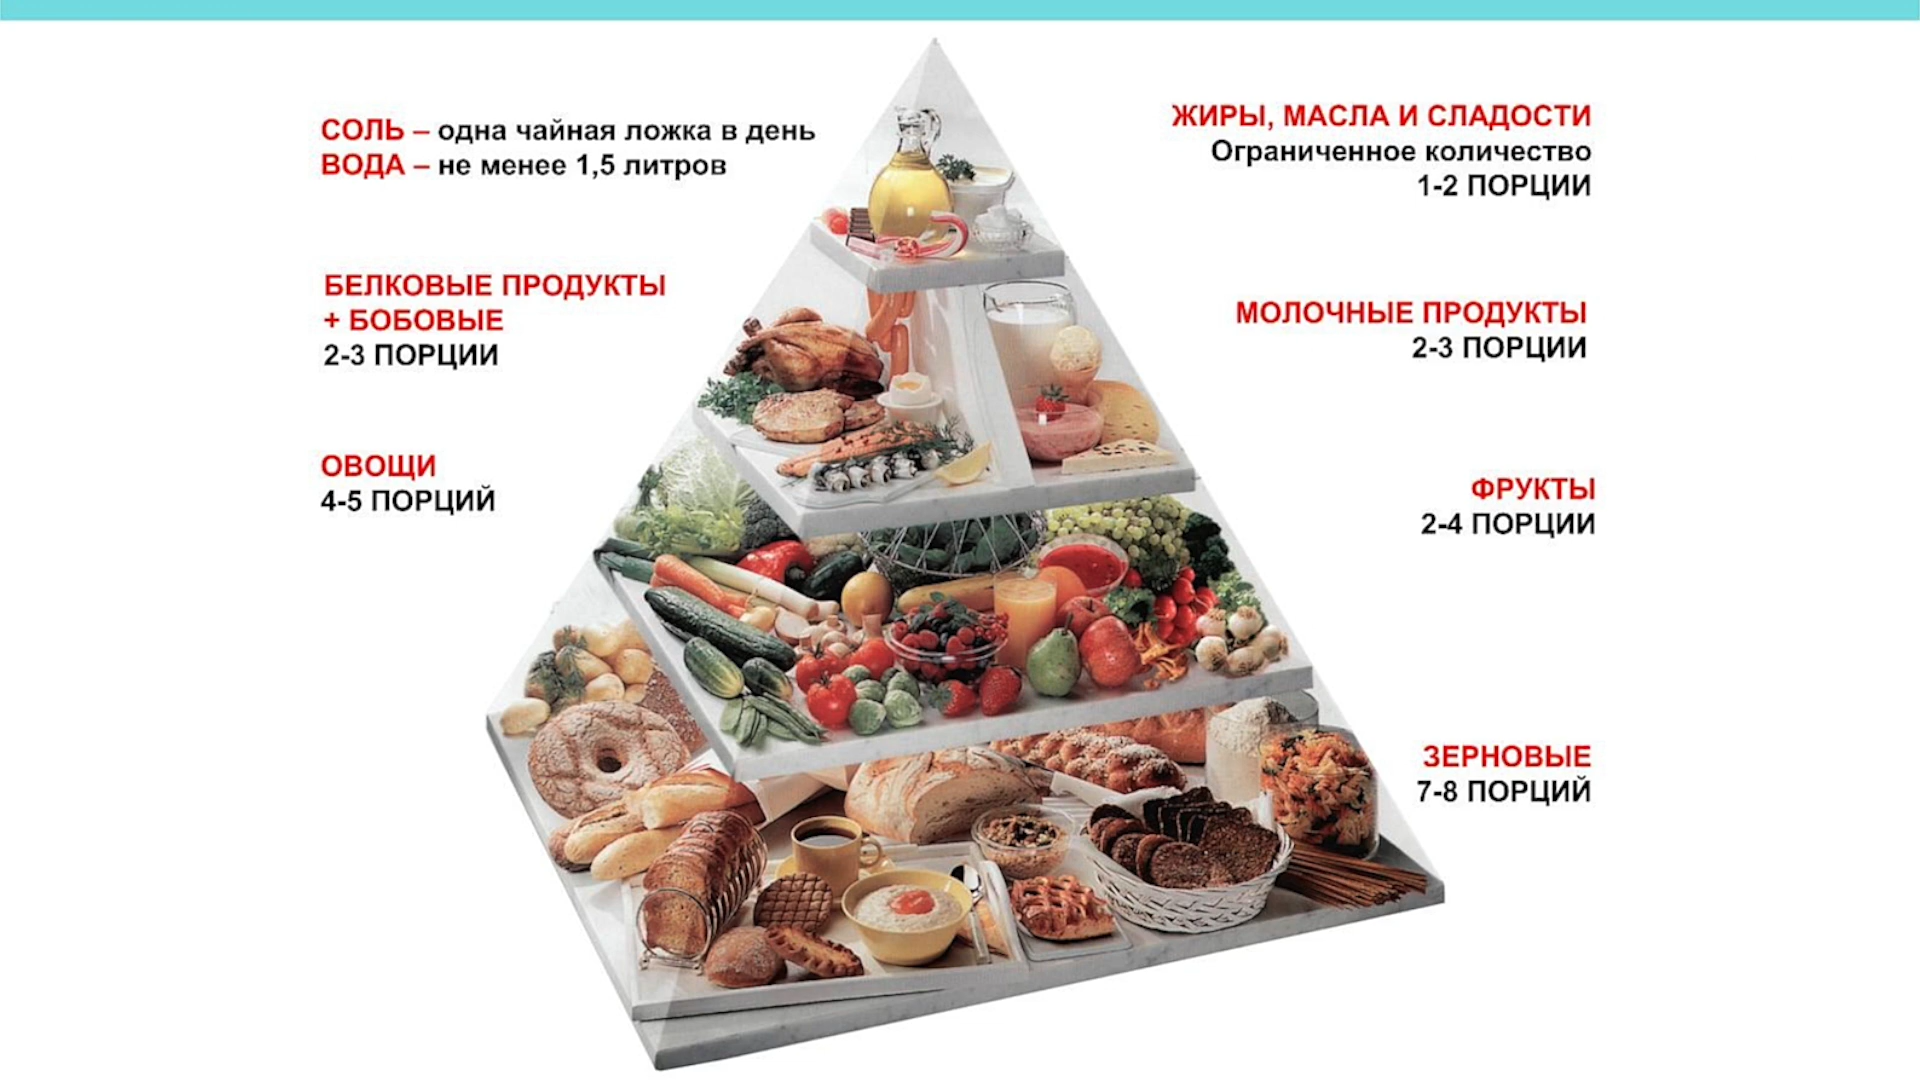 СОЛЬ – одна чайная ложка в день
ВОДА – не менее 1,5 литров
ЖИРЫ, МАСЛА И СЛАДОСТИ
Ограниченное количество
1-2 ПОРЦИИ
БЕЛКОВЫЕ ПРОДУКТЫ
+ БОБОВЫЕ
2-3 ПОРЦИИ
МОЛОЧНЫЕ ПРОДУКТЫ
2-3 ПОРЦИИ
ОВОЩИ
4-5 ПОРЦИЙ
ФРУКТЫ
2-4 ПОРЦИИ
ЗЕРНОВЫЕ
7-8 ПОРЦИЙ